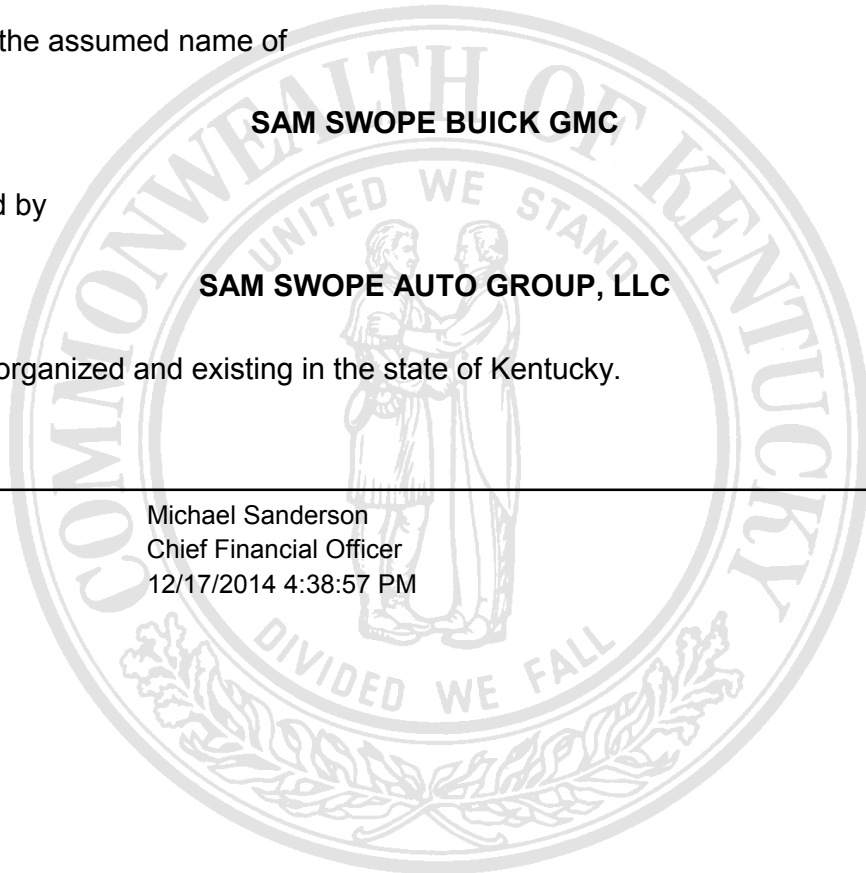 the assumed name of
SAM SWOPE BUICK GMC
d by
SAM SWOPE AUTO GROUP, LLC
organized and existing in the state of Kentucky.
Michael Sanderson
Chief Financial Officer
12/17/2014 4:38:57 PM
COMMONWEALTH OF KENTUCKY
UNITED WE STAND
DIVIDED WE FALL